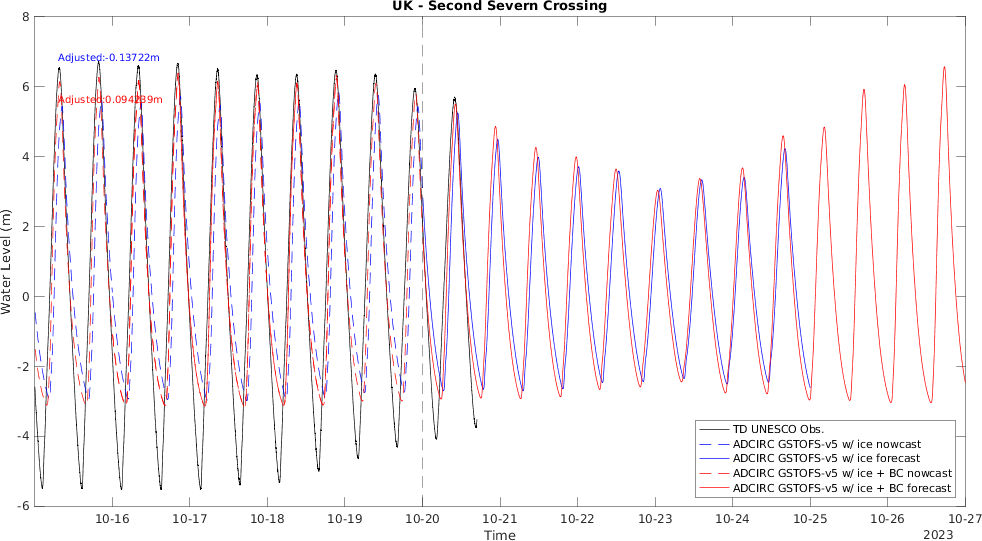 UK - Second Severn Crossing
8
6
4
2
0
-2
-4
-6
Water Level (m)
Adjusted:-0.13722m
Adjusted:0.094239m
TD UNESCO Obs.
ADCIRC GSTOFS-v5 w/ ice nowcast
ADCIRC GSTOFS-v5 w/ ice forecast
ADCIRC GSTOFS-v5 w/ ice + BC nowcast
ADCIRC GSTOFS-v5 w/ ice + BC forecast
10-16 10-17 10-18 10-19 10-20 10-21 10-22 10-23 10-24 10-25 10-26 10-27
Time
2023